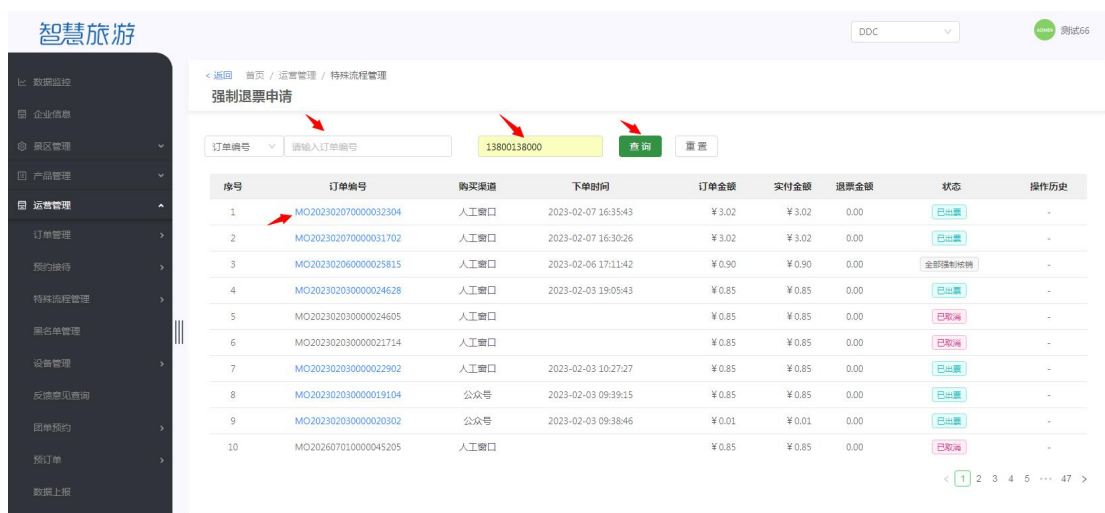 智慧旅游
DDC
ADMIN 测试66
数据监控
企业信息
景区管理
产品管理
运营管理
订单管理
预约接待
特殊流程管理
黑名单管理
设备管理
反馈意见查询
团单预约
预订单
数据上报
< 返回 首页 / 运营管理 / 特殊流程管理
强制退票申请
订单编号 请输入订单编号 13800138000 查询 重置
序号 订单编号 购买渠道 下单时间 订单金额 实付金额 退票金额 状态 操作历史
1 MO202302070000032304 人工窗口 2023-02-07 16:35:43 ¥3.02 ¥3.02 0.00 已出票 -
2 MO202302070000031702 人工窗口 2023-02-07 16:30:26 ¥3.02 ¥3.02 0.00 已出票 -
3 MO202302060000025815 人工窗口 2023-02-06 17:11:42 ¥0.90 ¥0.90 0.00 全部强制核销 -
4 MO202302030000024628 人工窗口 2023-02-03 19:05:43 ¥0.85 ¥0.85 0.00 已出票 -
5 MO202302030000024605 人工窗口 ¥0.85 ¥0.85 0.00 已取消 -
6 MO202302030000021714 人工窗口 ¥0.85 ¥0.85 0.00 已取消 -
7 MO202302030000022902 人工窗口 2023-02-03 10:27:27 ¥0.85 ¥0.85 0.00 已出票 -
8 MO202302030000019104 公众号 2023-02-03 09:39:15 ¥0.85 ¥0.85 0.00 已出票 -
9 MO202302030000020302 公众号 2023-02-03 09:38:46 ¥0.01 ¥0.01 0.00 已出票 -
10 MO202607010000045205 人工窗口 ¥0.85 ¥0.85 0.00 已取消 -
< 1 2 3 4 5 ··· 47 >